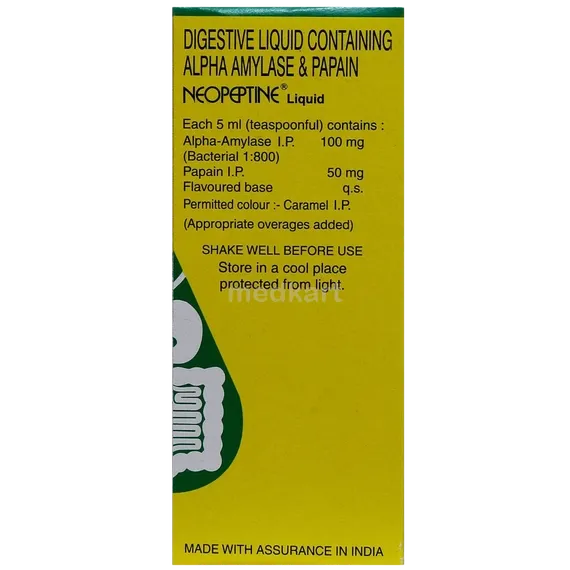 DIGESTIVE LIQUID CONTAINING
ALPHA AMYLASE & PAPAIN
NEOPEPTINE® Liquid
Each 5 ml (teaspoonful) contains :
Alpha-Amylase I.P. 100 mg
(Bacterial 1:800)
Papain I.P. 50 mg
Flavoured base q.s.
Permitted colour :- Caramel I.P.
(Appropriate overages added)
SHAKE WELL BEFORE USE
Store in a cool place
protected from light.
medkart
MADE WITH ASSURANCE IN INDIA